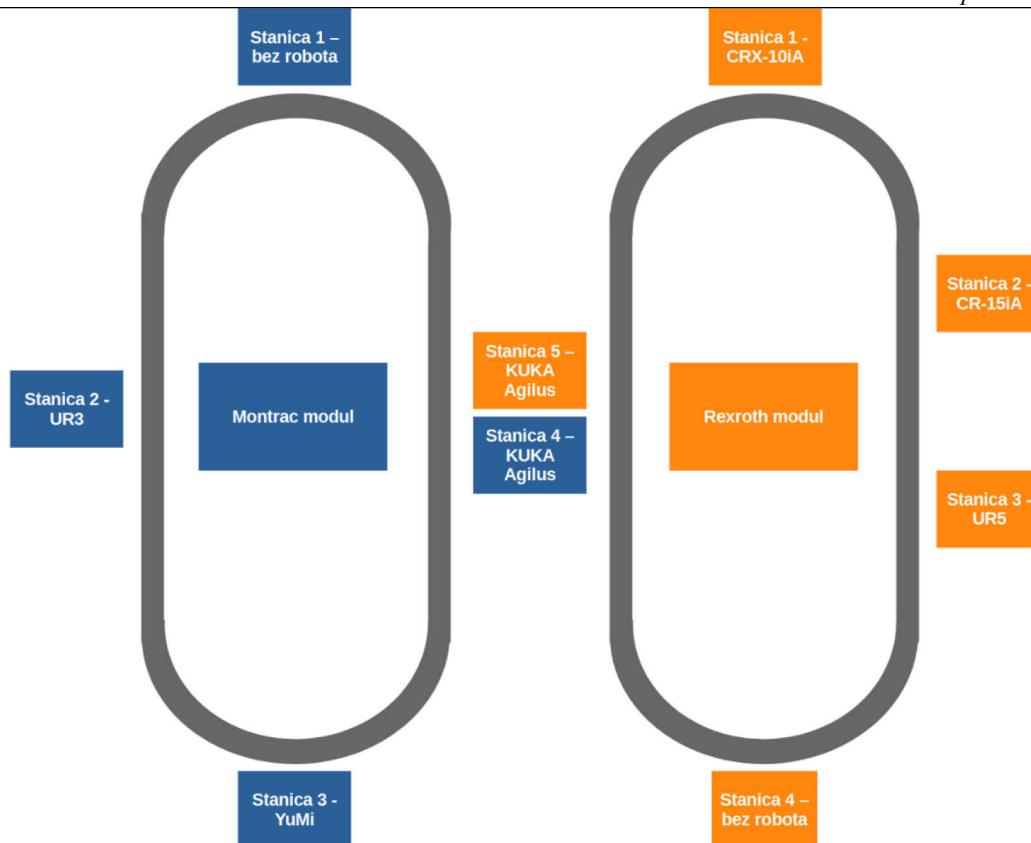 Stanica 1 –
bez robota
Stanica 1 -
CRX-10iA
Stanica 2 -
CR-15iA
Stanica 5 –
KUKA
Agilus
Stanica 2 -
UR3
Montrac modul
Rexroth modul
Stanica 4 –
KUKA
Agilus
Stanica 3 -
UR5
Stanica 3 -
YuMi
Stanica 4 –
bez robota